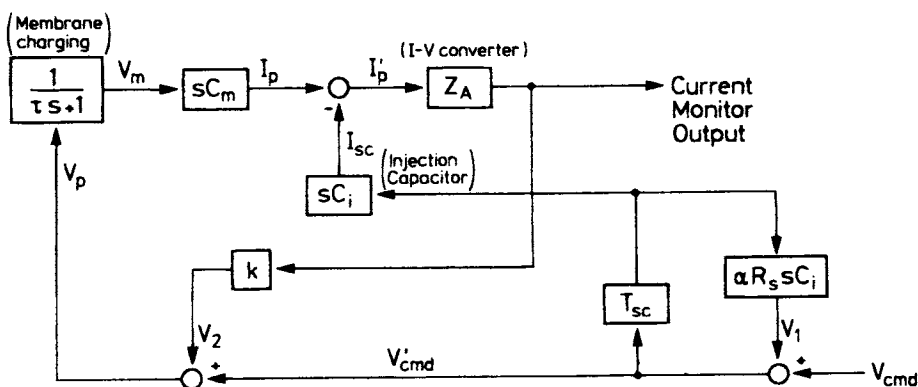 (Membrane
charging)
1
τs+1
V_m
sC_m
I_p
-
I'_p
(I-V converter)
Z_A
Current
Monitor
Output
V_p
I_sc
sC_i
(Injection
Capacitor)
k
T_sc
αR_s sC_i
V_2
+
V'_cmd
V_1
+
V_cmd